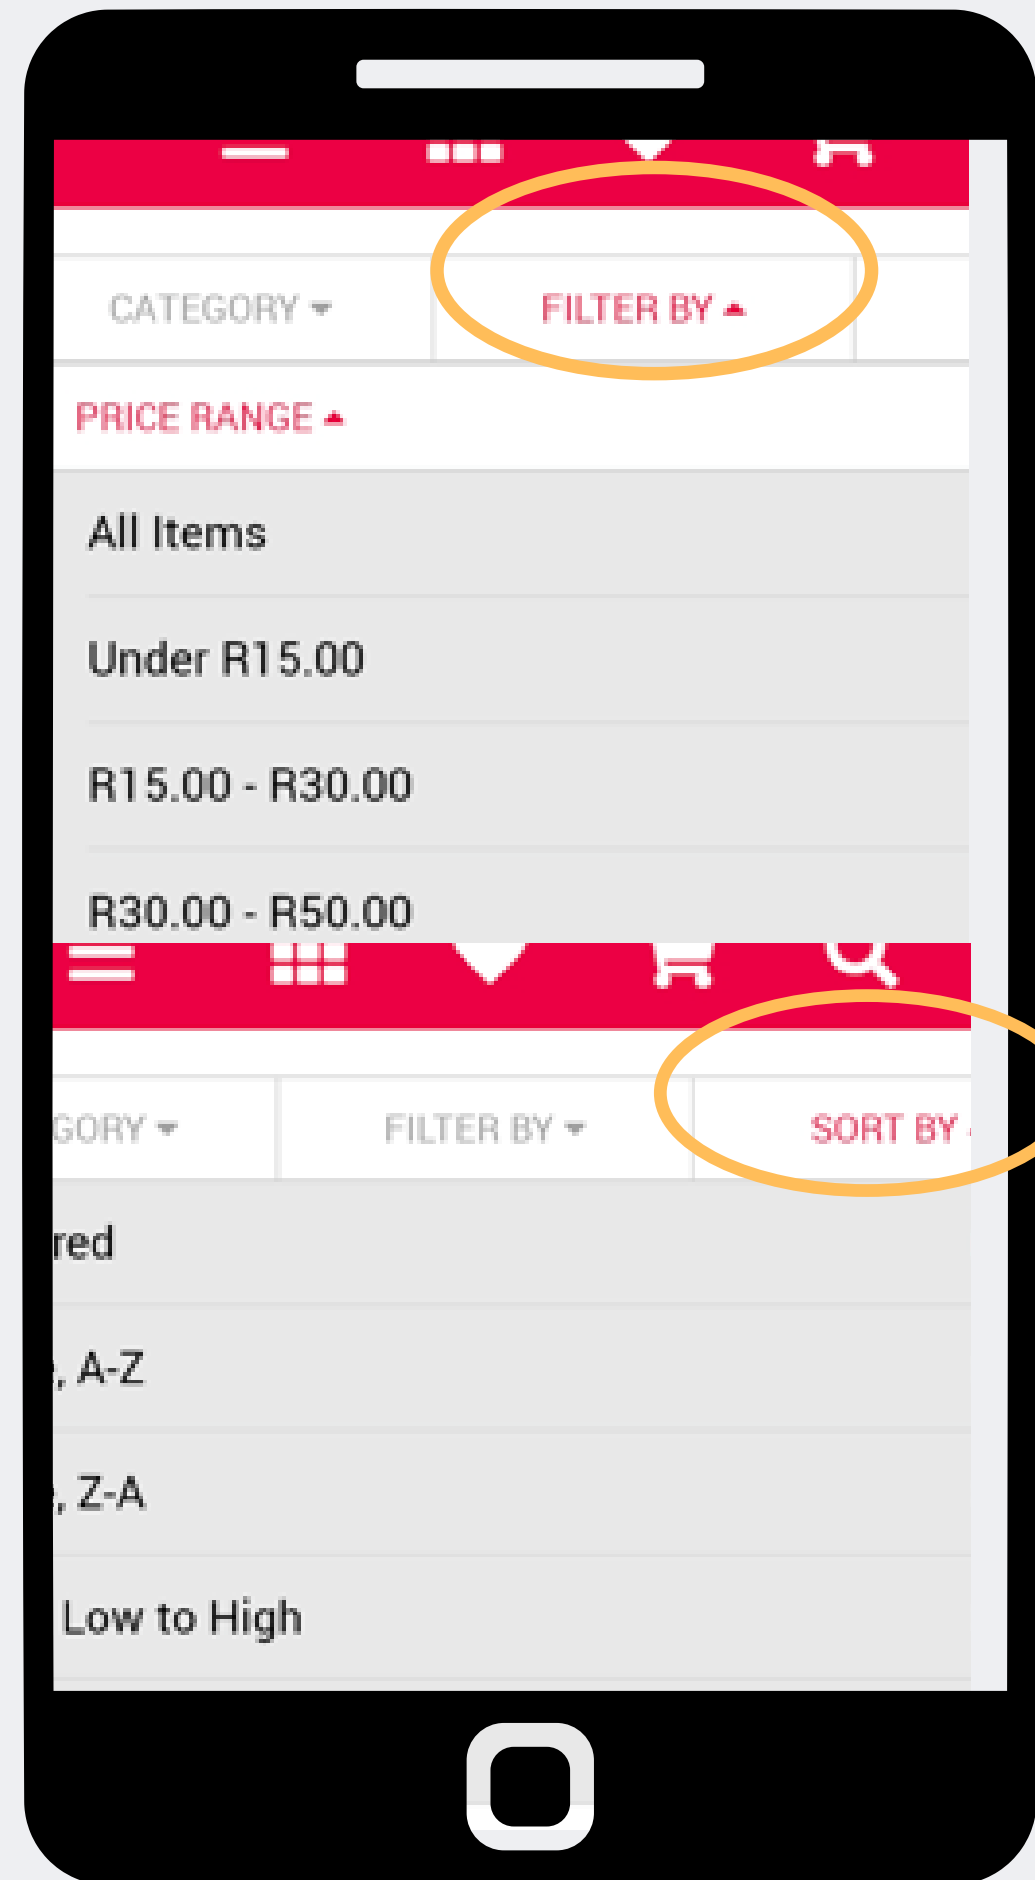 CATEGORY FILTER BY
PRICE RANGE
All Items
Under R15.00
R15.00 - R30.00
R30.00 - R50.00
GORY FILTER BY SORT BY
red
, A-Z
, Z-A
Low to High